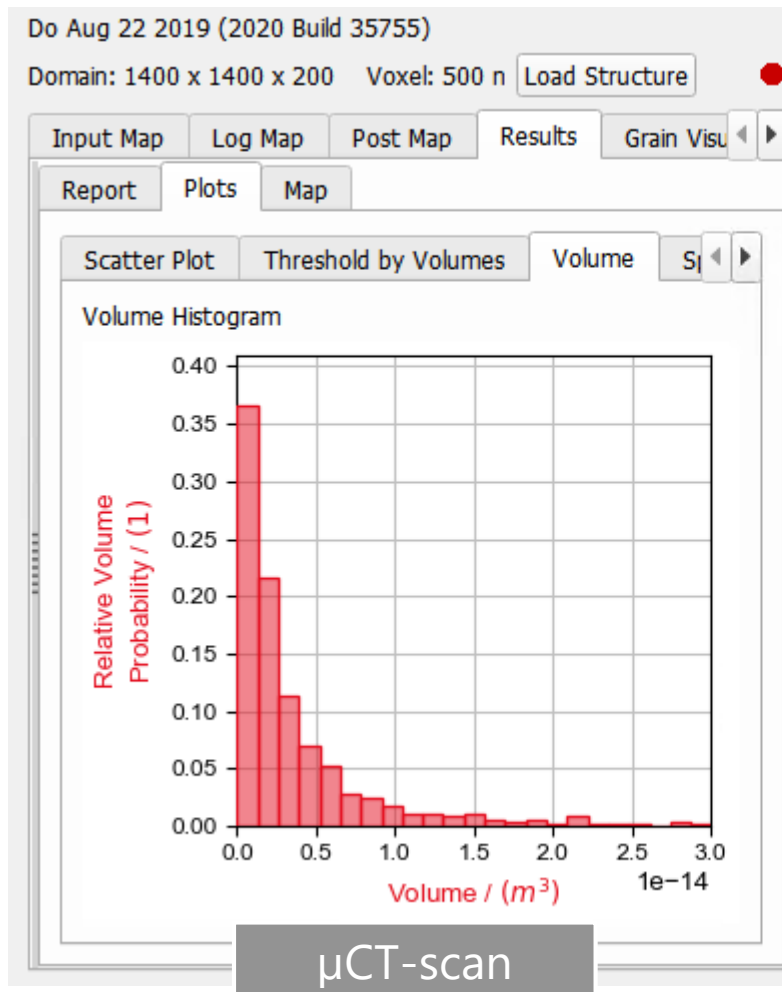 Do Aug 22 2019 (2020 Build 35755)
Domain: 1400 x 1400 x 200 Voxel: 500 n Load Structure
Input Map Log Map Post Map Results Grain Visu
Report Plots Map
Scatter Plot Threshold by Volumes Volume
Volume Histogram
Relative Volume
Probability / (1)
0.40
0.35
0.30
0.25
0.20
0.15
0.10
0.05
0.00
0.0 0.5 1.0 1.5 2.0 2.5 3.0
1e−14
Volume / (m³)
µCT-scan